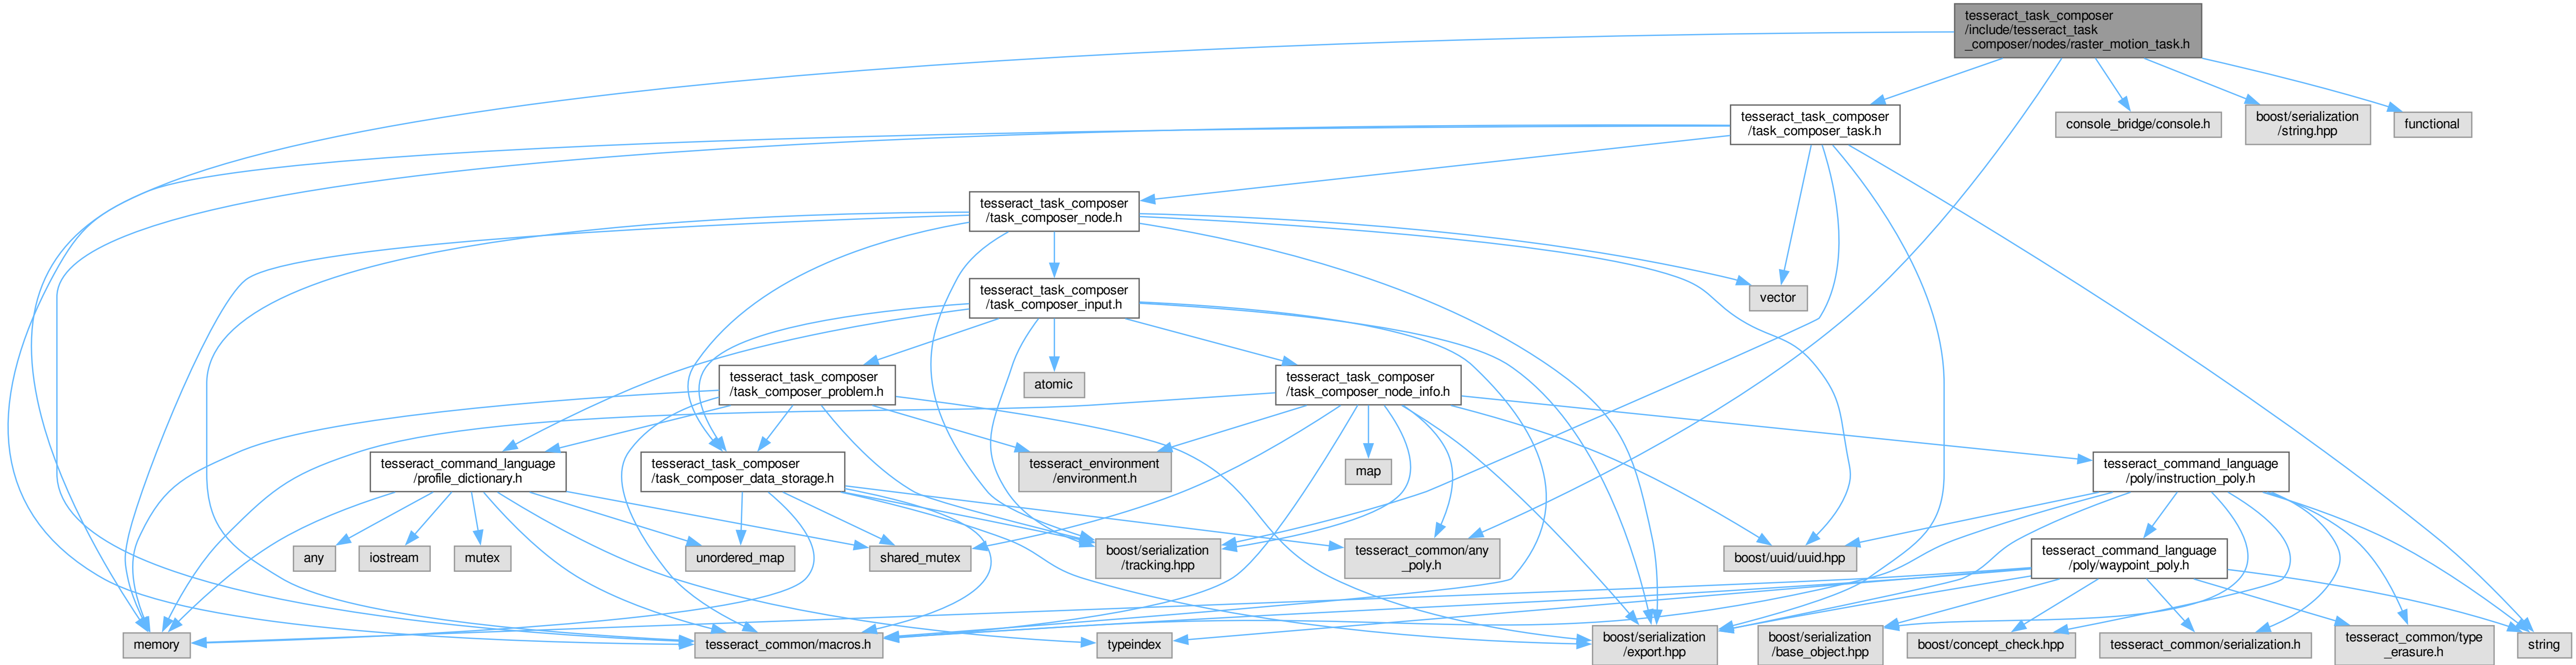 tesseract_task_composer
/include/tesseract_task
_composer/nodes/raster_motion_task.h
tesseract_task_composer
/task_composer_task.h
console_bridge/console.h
boost/serialization
/string.hpp
functional
tesseract_task_composer
/task_composer_node.h
tesseract_task_composer
/task_composer_input.h
vector
tesseract_task_composer
/task_composer_problem.h
atomic
tesseract_task_composer
/task_composer_node_info.h
tesseract_command_language
/profile_dictionary.h
tesseract_task_composer
/task_composer_data_storage.h
tesseract_environment
/environment.h
map
tesseract_command_language
/poly/instruction_poly.h
any
iostream
mutex
unordered_map
shared_mutex
boost/serialization
/tracking.hpp
tesseract_common/any
_poly.h
boost/uuid/uuid.hpp
tesseract_command_language
/poly/waypoint_poly.h
memory
tesseract_common/macros.h
typeindex
boost/serialization
/export.hpp
boost/serialization
/base_object.hpp
boost/concept_check.hpp
tesseract_common/serialization.h
tesseract_common/type
_erasure.h
string